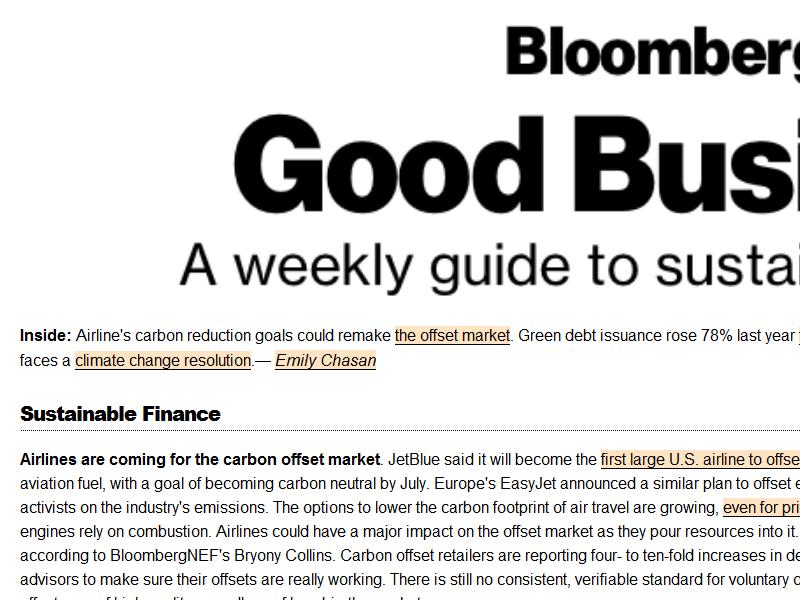 Bloomberg
Good Busi
A weekly guide to sustai
Inside: Airline's carbon reduction goals could remake the offset market. Green debt issuance rose 78% last year
faces a climate change resolution.— Emily Chasan
Sustainable Finance
Airlines are coming for the carbon offset market. JetBlue said it will become the first large U.S. airline to offse
aviation fuel, with a goal of becoming carbon neutral by July. Europe's EasyJet announced a similar plan to offset e
activists on the industry's emissions. The options to lower the carbon footprint of air travel are growing, even for pri
engines rely on combustion. Airlines could have a major impact on the offset market as they pour resources into it.
according to BloombergNEF's Bryony Collins. Carbon offset retailers are reporting four- to ten-fold increases in de
advisors to make sure their offsets are really working. There is still no consistent, verifiable standard for voluntary o